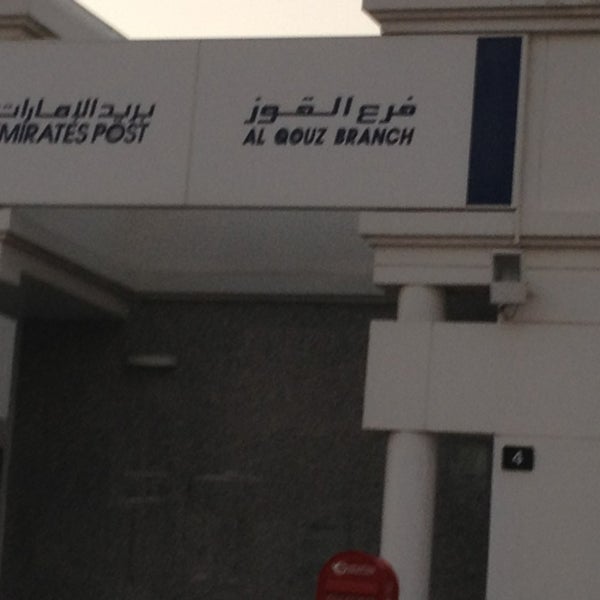 بريد الإمارات
MIRATES POST
فرع القوز
AL QOUZ BRANCH
4